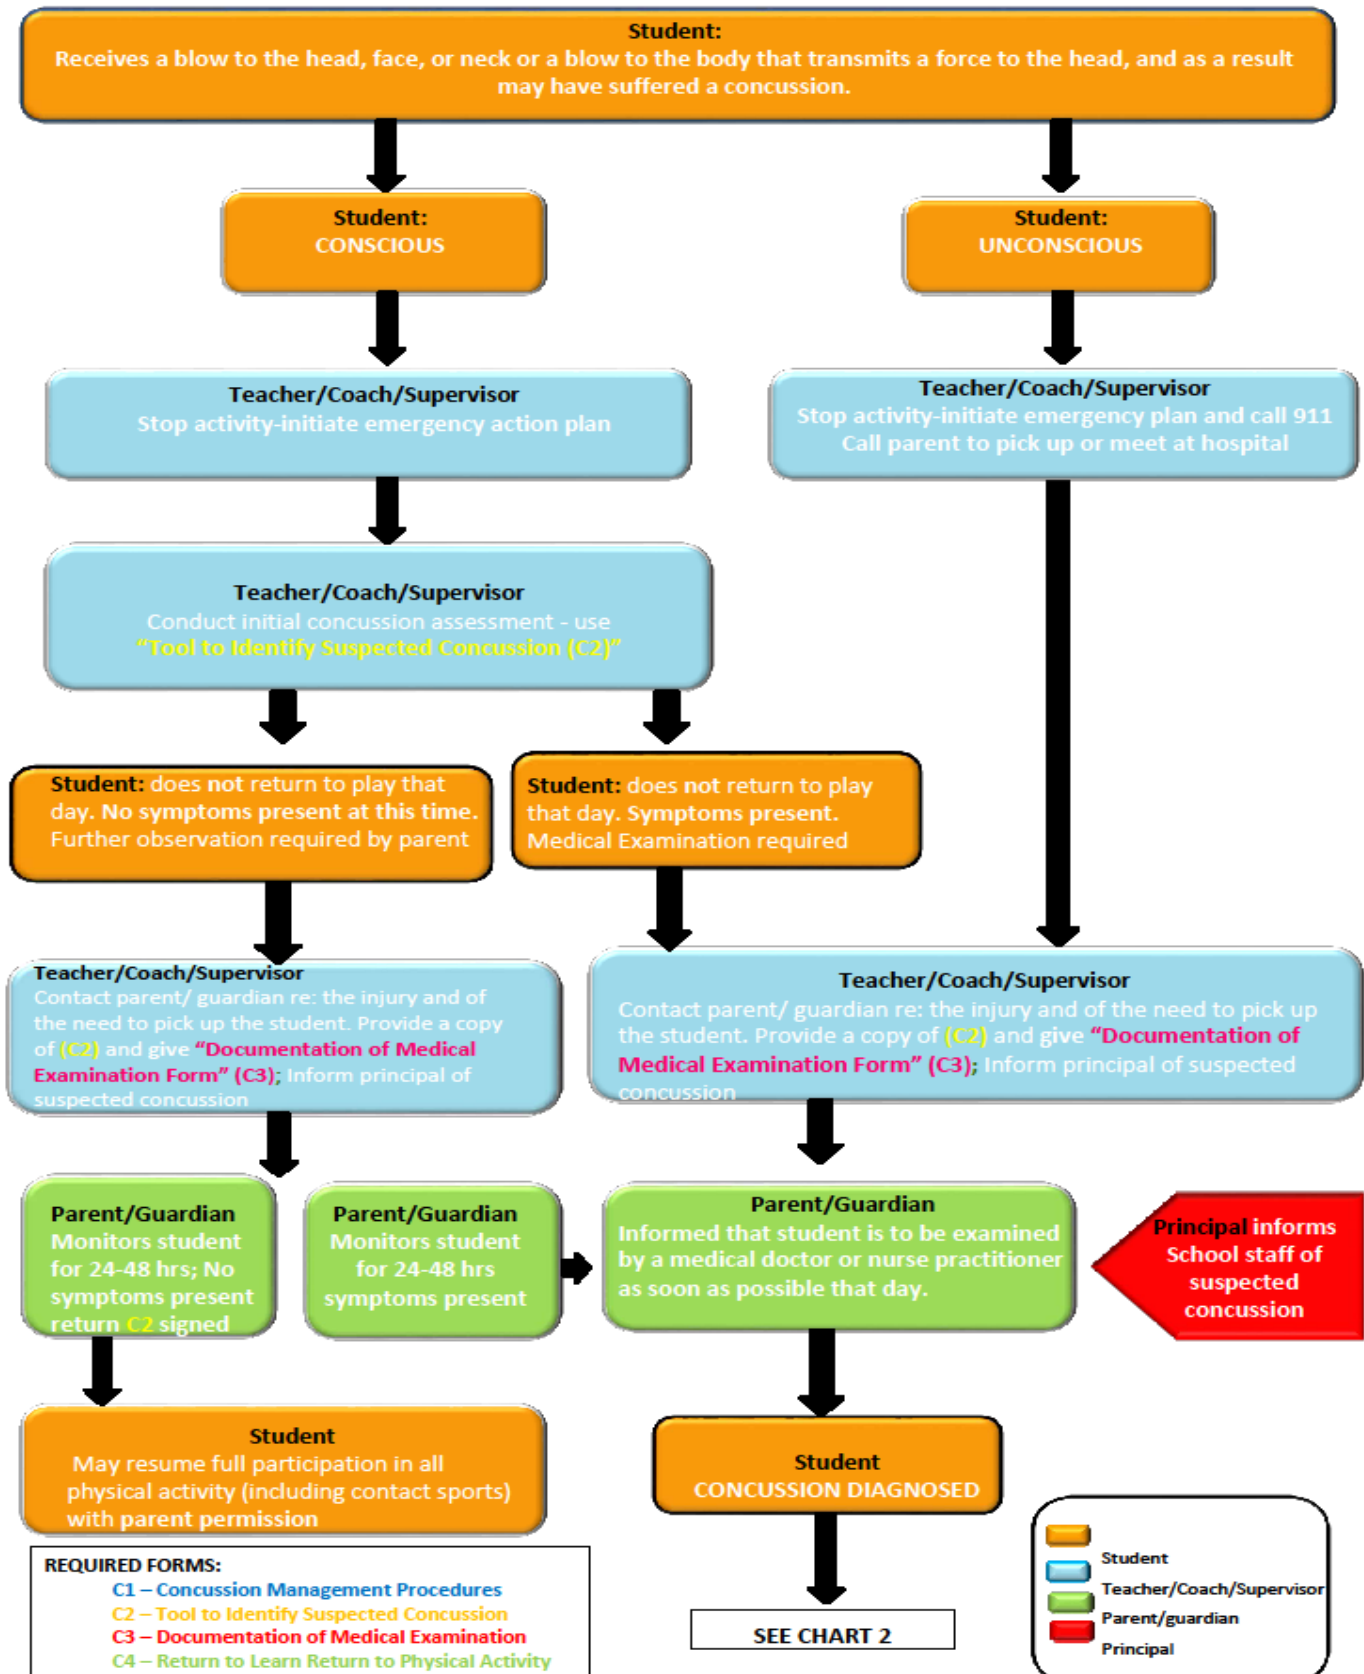 Student:
Receives a blow to the head, face, or neck or a blow to the body that transmits a force to the head, and as a result
may have suffered a concussion.
Student:
CONSCIOUS
Student:
UNCONSCIOUS
Teacher/Coach/Supervisor
Stop activity-initiate emergency action plan
Teacher/Coach/Supervisor
Stop activity-initiate emergency plan and call 911
Call parent to pick up or meet at hospital
Teacher/Coach/Supervisor
Conduct initial concussion assessment - use
“Tool to Identify Suspected Concussion (C2)”
Student: does not return to play that
day. No symptoms present at this time.
Further observation required by parent
Student: does not return to play
that day. Symptoms present.
Medical Examination required
Teacher/Coach/Supervisor
Contact parent/ guardian re: the injury and of
the need to pick up the student. Provide a copy
of (C2) and give “Documentation of Medical
Examination Form” (C3); Inform principal of
suspected concussion
Teacher/Coach/Supervisor
Contact parent/ guardian re: the injury and of the need to pick up
the student. Provide a copy of (C2) and give “Documentation of
Medical Examination Form” (C3); Inform principal of suspected
concussion
Parent/Guardian
Monitors student
for 24-48 hrs; No
symptoms present
return C2 signed
Parent/Guardian
Monitors student
for 24-48 hrs
symptoms present
Parent/Guardian
Informed that student is to be examined
by a medical doctor or nurse practitioner
as soon as possible that day.
Principal informs
School staff of
suspected
concussion
Student
May resume full participation in all
physical activity (including contact sports)
with parent permission
Student
CONCUSSION DIAGNOSED
REQUIRED FORMS:
C1 – Concussion Management Procedures
C2 – Tool to Identify Suspected Concussion
C3 – Documentation of Medical Examination
C4 – Return to Learn Return to Physical Activity
SEE CHART 2
Student
Teacher/Coach/Supervisor
Parent/guardian
Principal